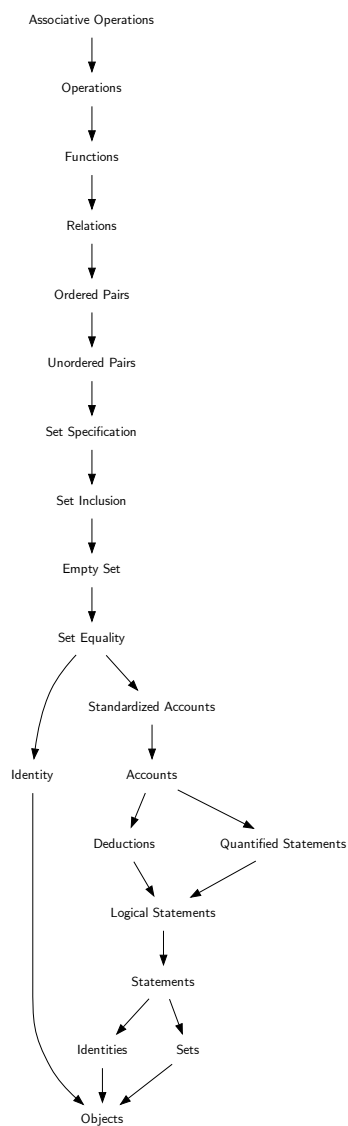 Associative Operations
Operations
Functions
Relations
Ordered Pairs
Unordered Pairs
Set Specification
Set Inclusion
Empty Set
Set Equality
Standardized Accounts
Identity
Accounts
Deductions
Quantified Statements
Logical Statements
Statements
Identities
Sets
Objects